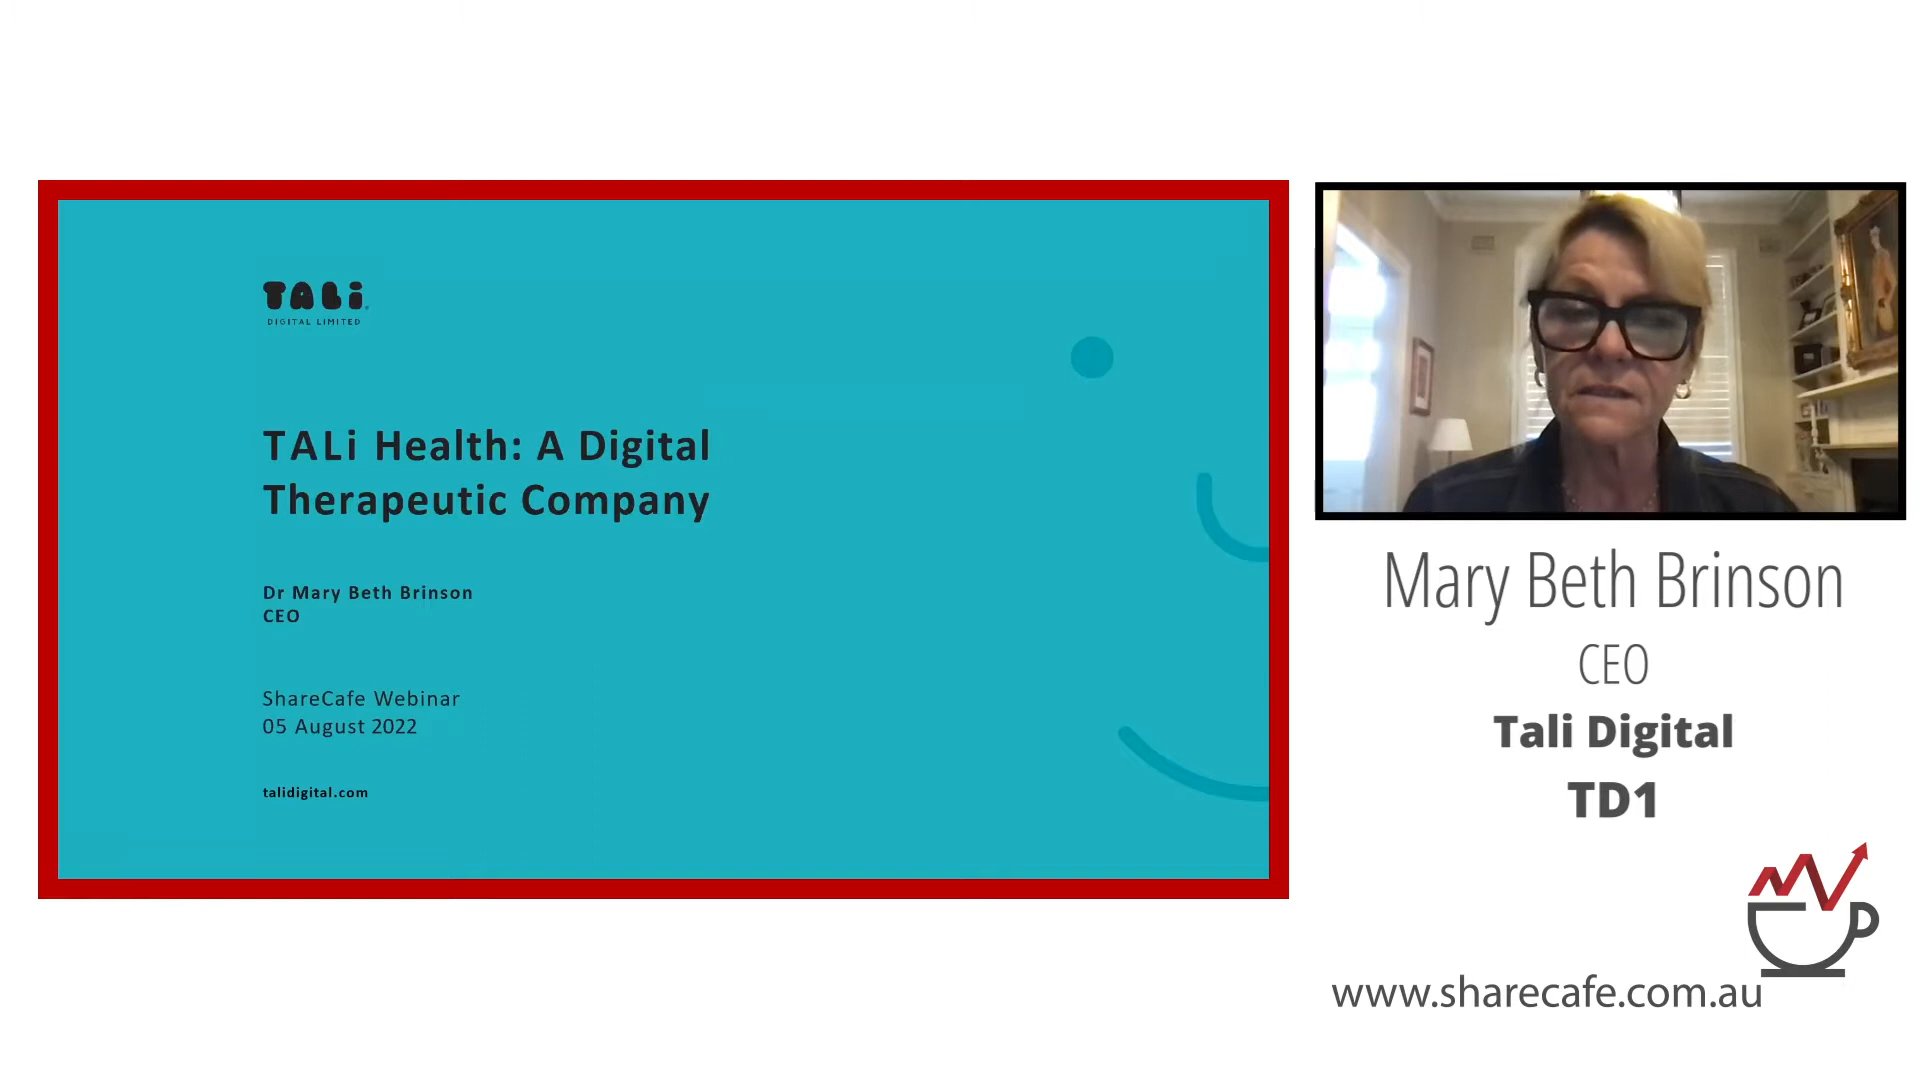 TALi
DIGITAL LIMITED
TALi Health: A Digital
Therapeutic Company
Dr Mary Beth Brinson
CEO
ShareCafe Webinar
05 August 2022
talidigital.com
Mary Beth Brinson
CEO
Tali Digital
TD1
www.sharecafe.com.au